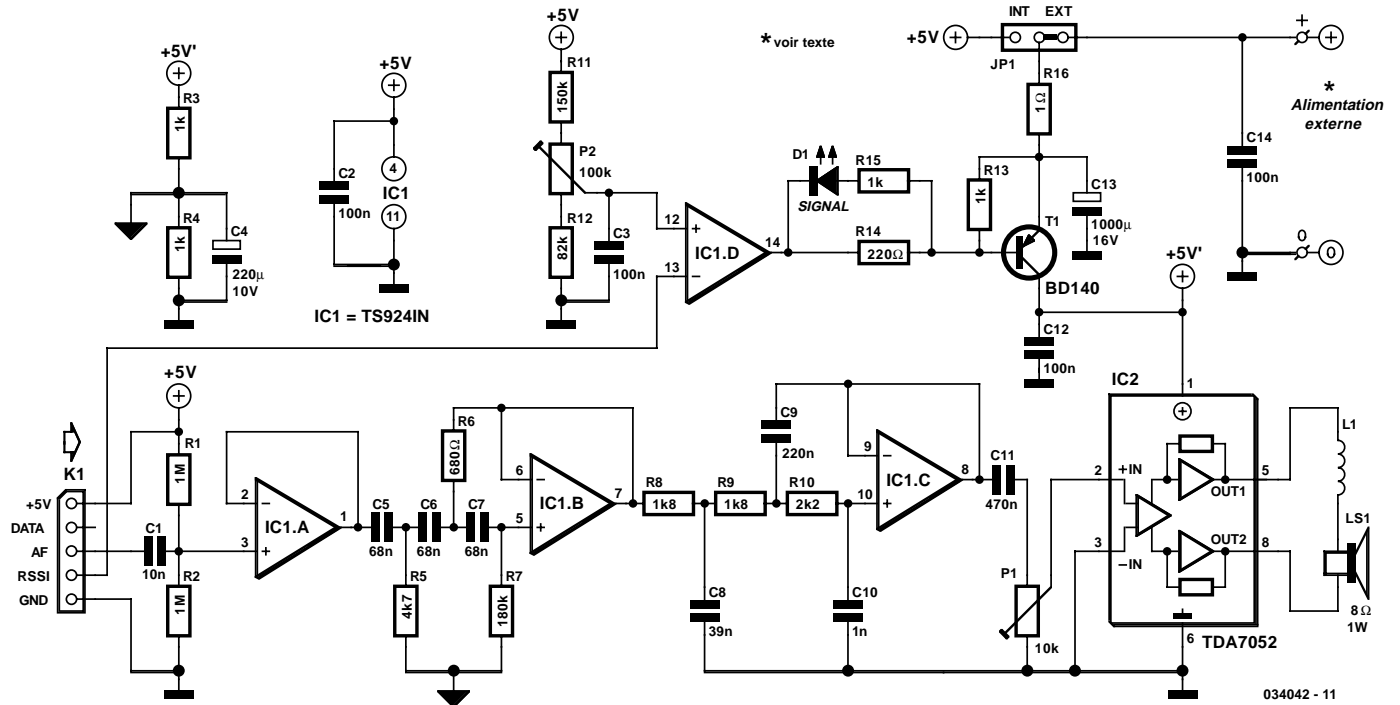 +5V'
R3
1k
R4
1k
C4
220μ
10V
+5V
C2
100n
4
IC1
11
IC1 = TS924IN
+5V
R11
150k
P2
100k
R12
82k
C3
100n
* voir texte
12
+
13
–
IC1.D
14
D1
SIGNAL
R15
1k
R14
220Ω
+5V
INT
EXT
JP1
R16
1Ω
R13
1k
C13
1000μ
16V
T1
BD140
C12
100n
+
*
Alimentation
externe
C14
100n
0
0
+5V'
+5V
K1
+5V
DATA
AF
RSSI
GND
C1
10n
R1
1M
R2
1M
2
–
3
+
IC1.A
1
C5
68n
C6
68n
C7
68n
R5
4k7
R6
680Ω
R7
180k
6
–
5
+
IC1.B
7
R8
1k8
R9
1k8
R10
2k2
C8
39n
C9
220n
C10
1n
9
–
10
+
IC1.C
8
C11
470n
P1
10k
IC2
1
2
+IN
3
–IN
OUT1
5
OUT2
8
6
TDA7052
L1
LS1
8Ω
1W
034042 - 11